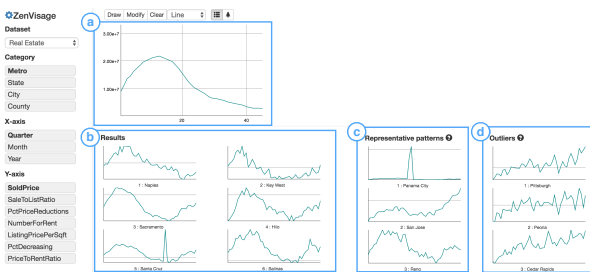 ZenVisage
Draw Modify Clear Line
Dataset
Real Estate
Category
Metro
State
City
County
X-axis
Quarter
Month
Year
Y-axis
SoldPrice
SaleToListRatio
PctPriceReductions
NumberForRent
ListingPricePerSqft
PctDecreasing
PriceToRentRatio
a
3.00e+7
2.00e+7
1.00e+7
20
40
b
Results
1 : Naples
2 : Key West
3 : Sacramento
4 : Hilo
5 : Santa Cruz
6 : Salinas
c
Representative patterns ?
1 : Panama City
2 : San Jose
3 : Reno
d
Outliers ?
1 : Pittsburgh
2 : Peoria
3 : Cedar Rapids